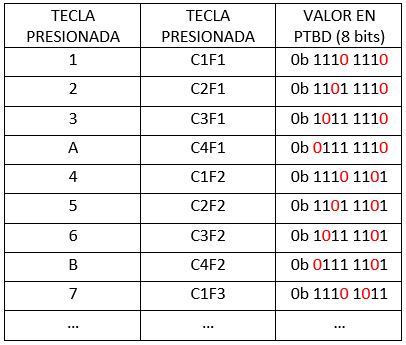 TECLA PRESIONADA TECLA PRESIONADA VALOR EN PTBD (8 bits)
1 C1F1 0b 1110 1110
2 C2F1 0b 1101 1110
3 C3F1 0b 1011 1110
A C4F1 0b 0111 1110
4 C1F2 0b 1110 1101
5 C2F2 0b 1101 1101
6 C3F2 0b 1011 1101
B C4F2 0b 0111 1101
7 C1F3 0b 1110 1011
... ... ...